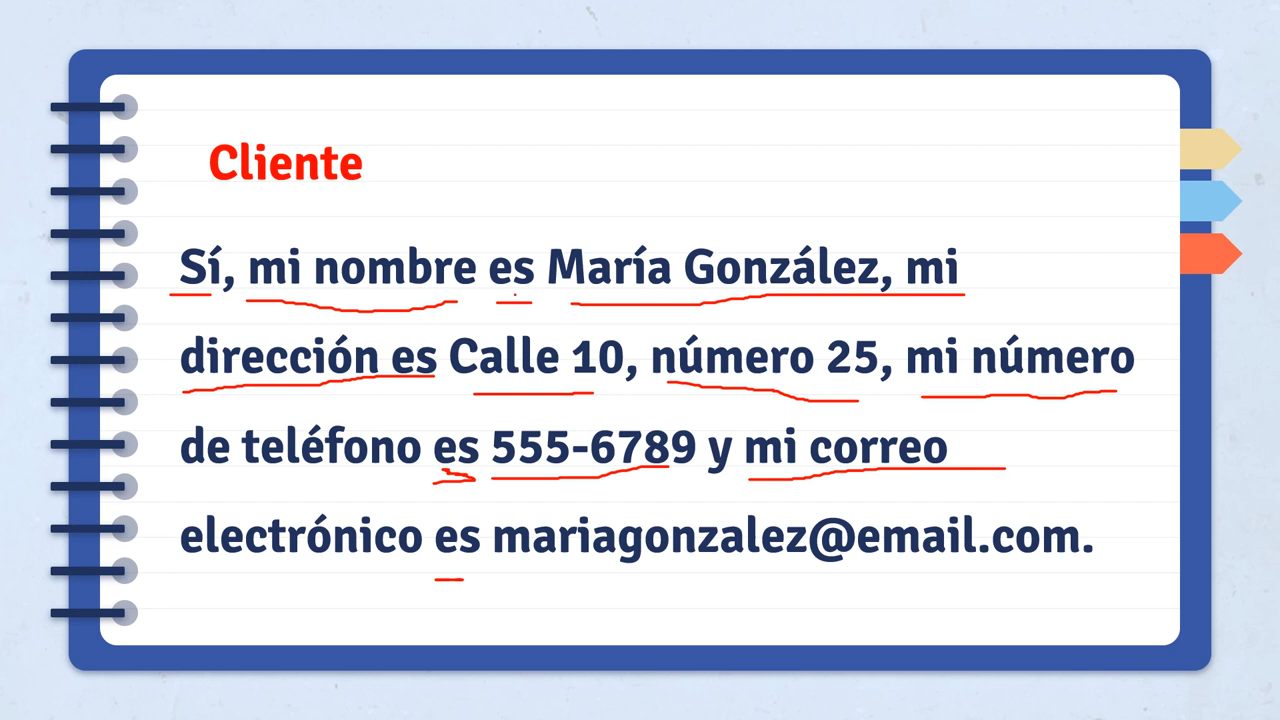 Cliente
Sí, mi nombre es María González, mi
dirección es Calle 10, número 25, mi número
de teléfono es 555-6789 y mi correo
electrónico es mariagonzalez@email.com.